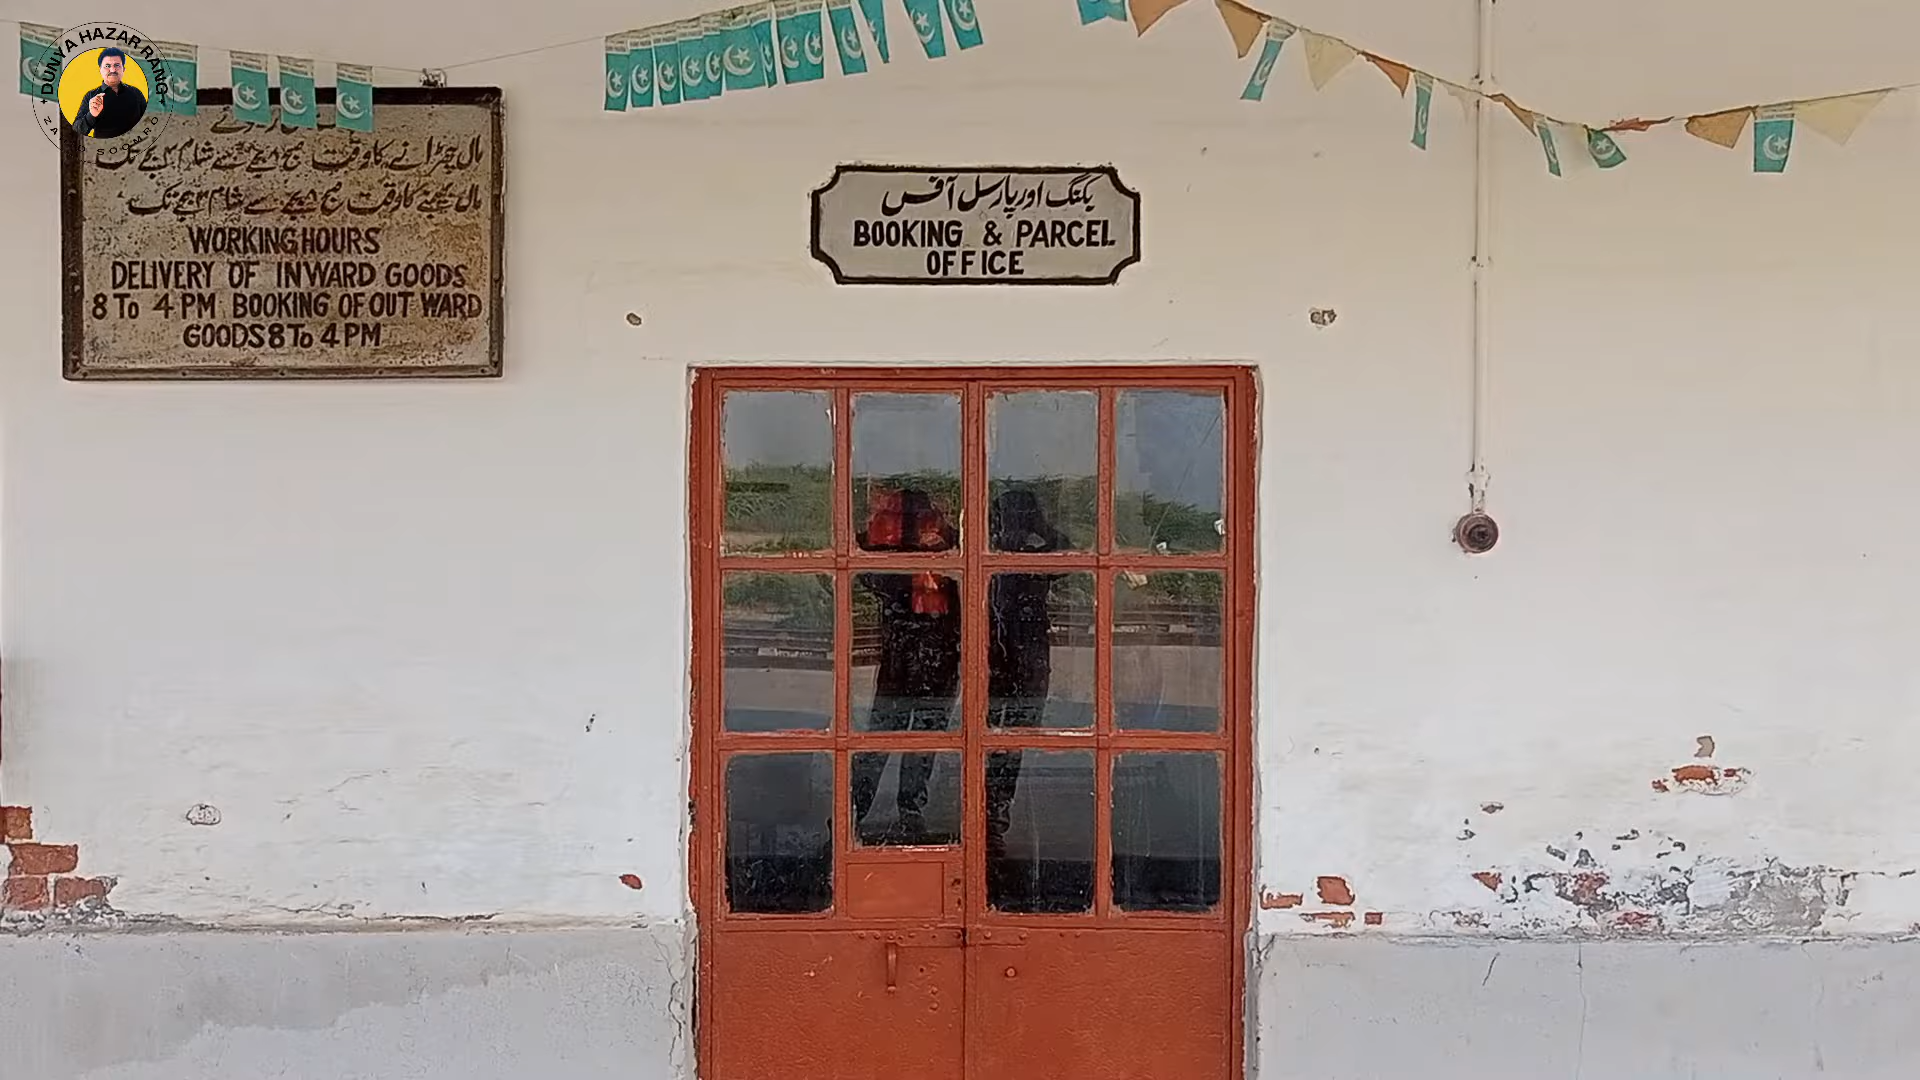 DUNYA HAZAR RANG
مال چھڑانے کا وقت صبح ۸ بجے سے شام ۴ بجے تک
مال بھیجنے کا وقت صبح ۸ بجے سے شام ۴ بجے تک
WORKING HOURS
DELIVERY OF INWARD GOODS
8 To 4 PM BOOKING OF OUT WARD
GOODS 8 To 4 PM
بکنگ اور پارسل آفس
BOOKING & PARCEL
OFFICE